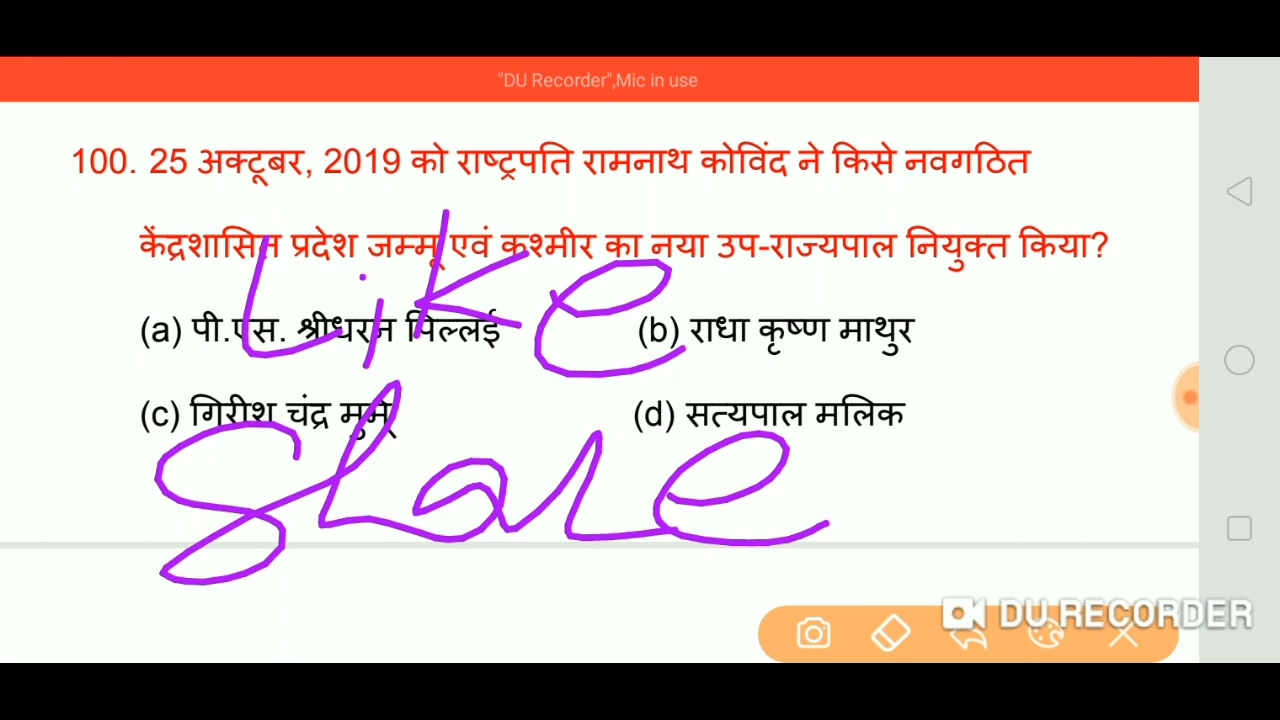 "DU Recorder",Mic in use
100. 25 अक्टूबर, 2019 को राष्ट्रपति रामनाथ कोविंद ने किसे नवगठित
केंद्रशासित प्रदेश जम्मू एवं कश्मीर का नया उप-राज्यपाल नियुक्त किया?
Like
(a) पी.एस. श्रीधरन पिल्लई (b) राधा कृष्ण माथुर
(c) गिरीश चंद्र मुर्मू (d) सत्यपाल मलिक
Share
DU RECORDER